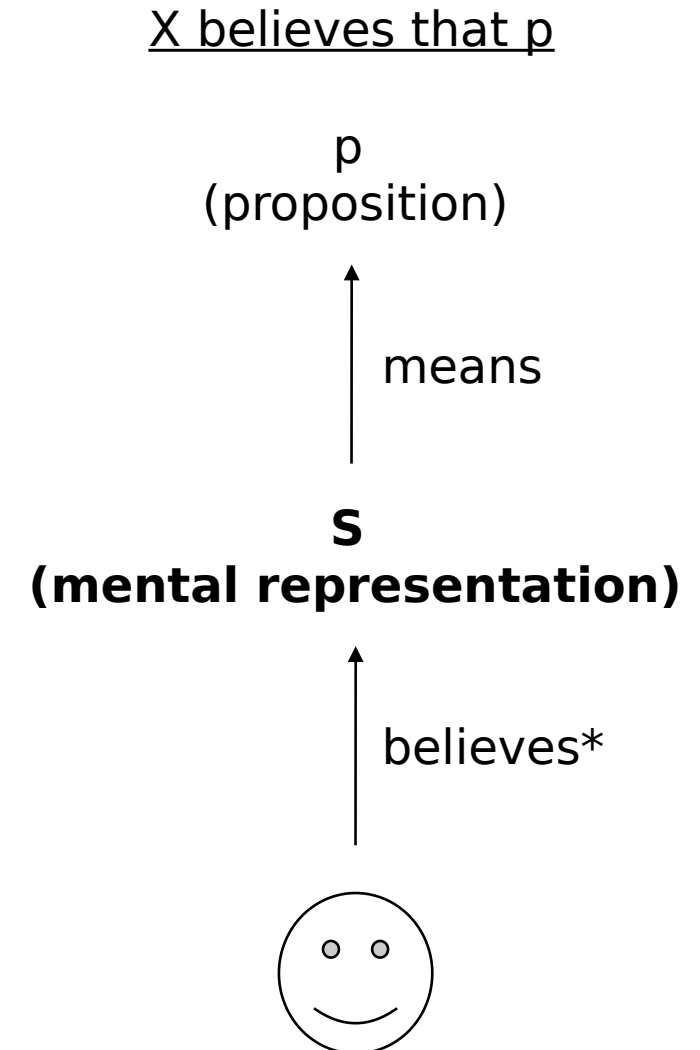 X believes that p
p
(proposition)
means
S
(mental representation)
believes*